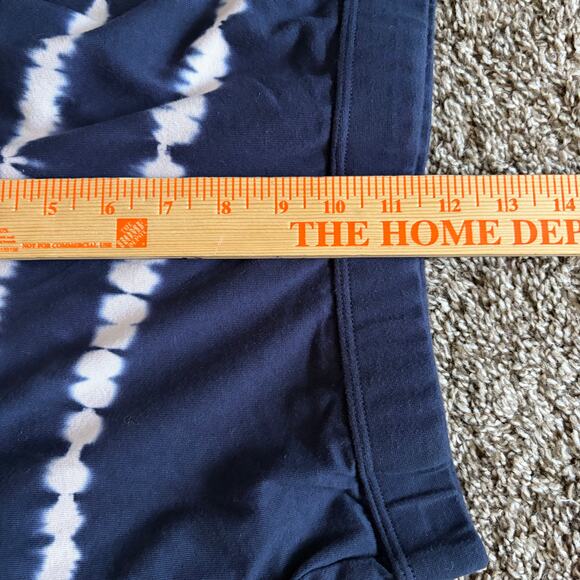 5 6 7 8 9 10 11 12 13 14
THE HOME DEP
NOT FOR COMMERCIAL USE